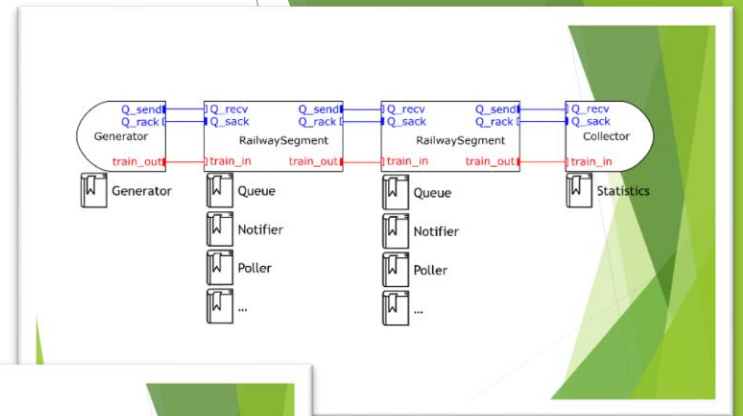 Q_send Q_recv Q_send Q_recv Q_send Q_recv
Q_rack Q_sack Q_rack Q_sack Q_rack Q_sack
Generator RailwaySegment RailwaySegment Collector
train_out train_in train_out train_in train_out train_in
Generator Queue Queue Statistics
Notifier Notifier
Poller Poller
... ...